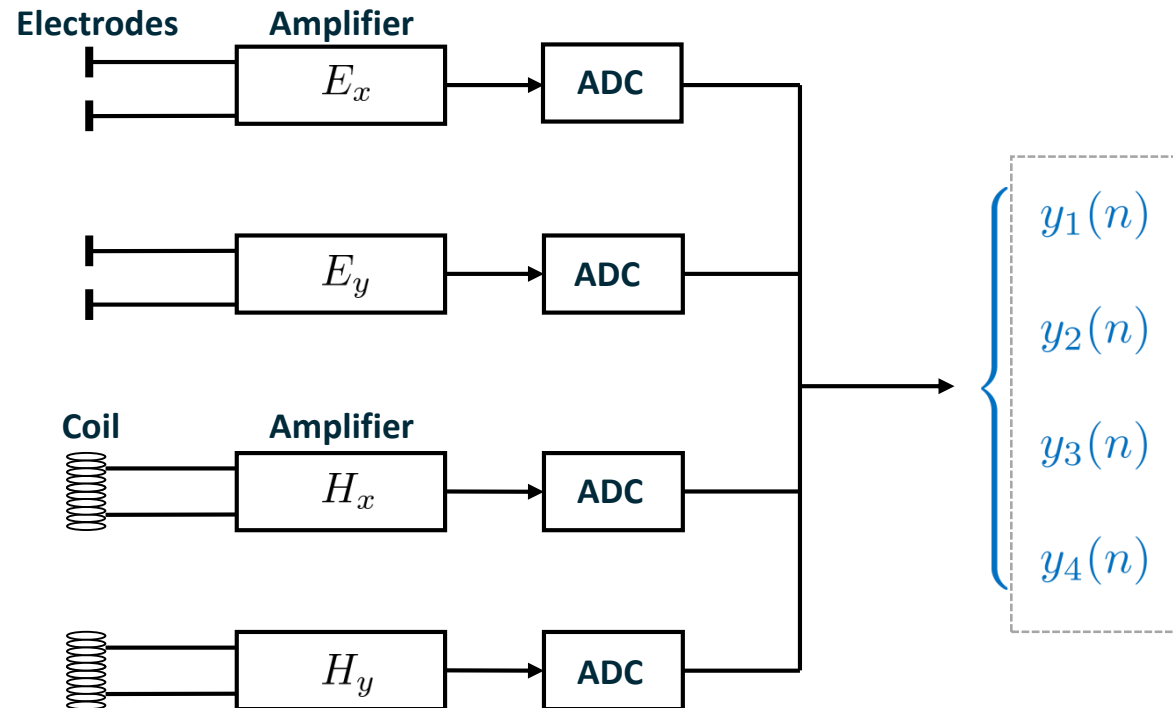 Electrodes Amplifier
E_x ADC
E_y ADC
Coil Amplifier
H_x ADC
H_y ADC
y_1(n)
y_2(n)
y_3(n)
y_4(n)